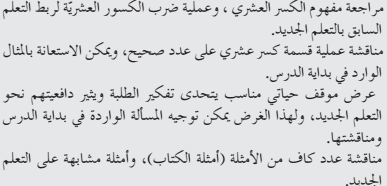 مراجعة مفهوم الكسر العشري ، وعملية ضرب الكسور العشريّة لربط التعلم
السابق بالتعلم الجديد.
مناقشة عملية قسمة كسر عشري على عدد صحيح، ويمكن الاستعانة بالمثال
الوارد في بداية الدرس.
عرض موقف حياتي مناسب يتحدى تفكير الطلبة ويثير دافعيتهم نحو
التعلم الجديد، ولهذا الغرض يمكن توجيه المسألة الواردة في بداية الدرس
ومناقشتها.
مناقشة عدد كاف من الأمثلة (أمثلة الكتاب)، وأمثلة مشابهة على التعلم
الجديد.